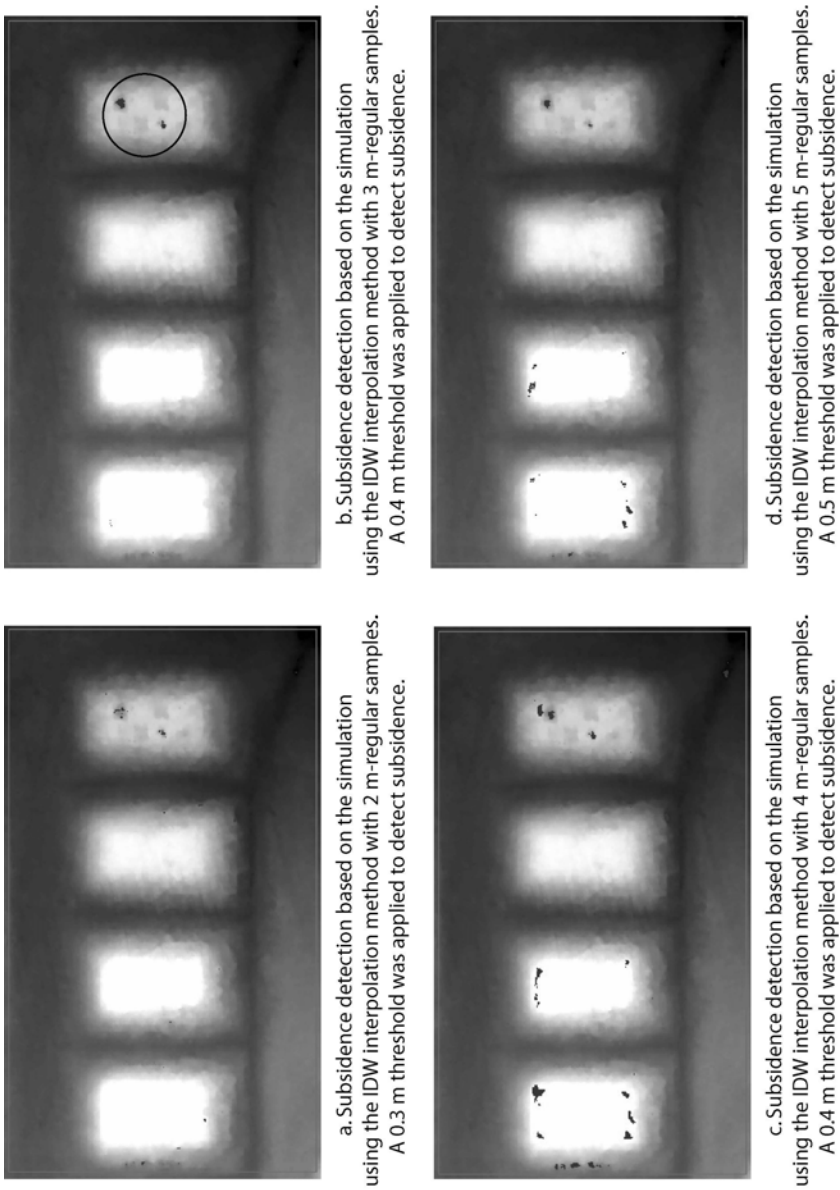 a. Subsidence detection based on the simulation
using the IDW interpolation method with 2 m-regular samples.
A 0.3 m threshold was applied to detect subsidence.
b. Subsidence detection based on the simulation
using the IDW interpolation method with 3 m-regular samples.
A 0.4 m threshold was applied to detect subsidence.
c. Subsidence detection based on the simulation
using the IDW interpolation method with 4 m-regular samples.
A 0.4 m threshold was applied to detect subsidence.
d. Subsidence detection based on the simulation
using the IDW interpolation method with 5 m-regular samples.
A 0.5 m threshold was applied to detect subsidence.